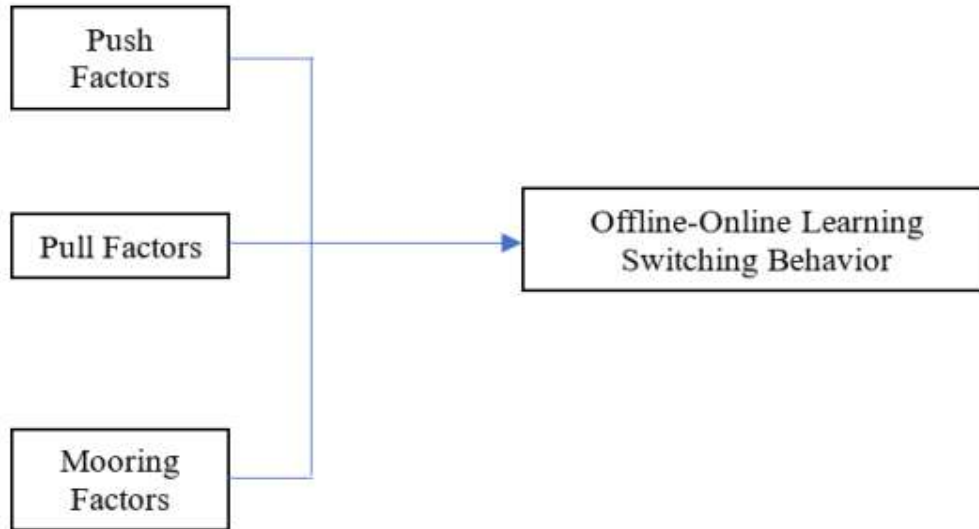 Push
Factors
Pull Factors
Offline-Online Learning
Switching Behavior
Mooring
Factors